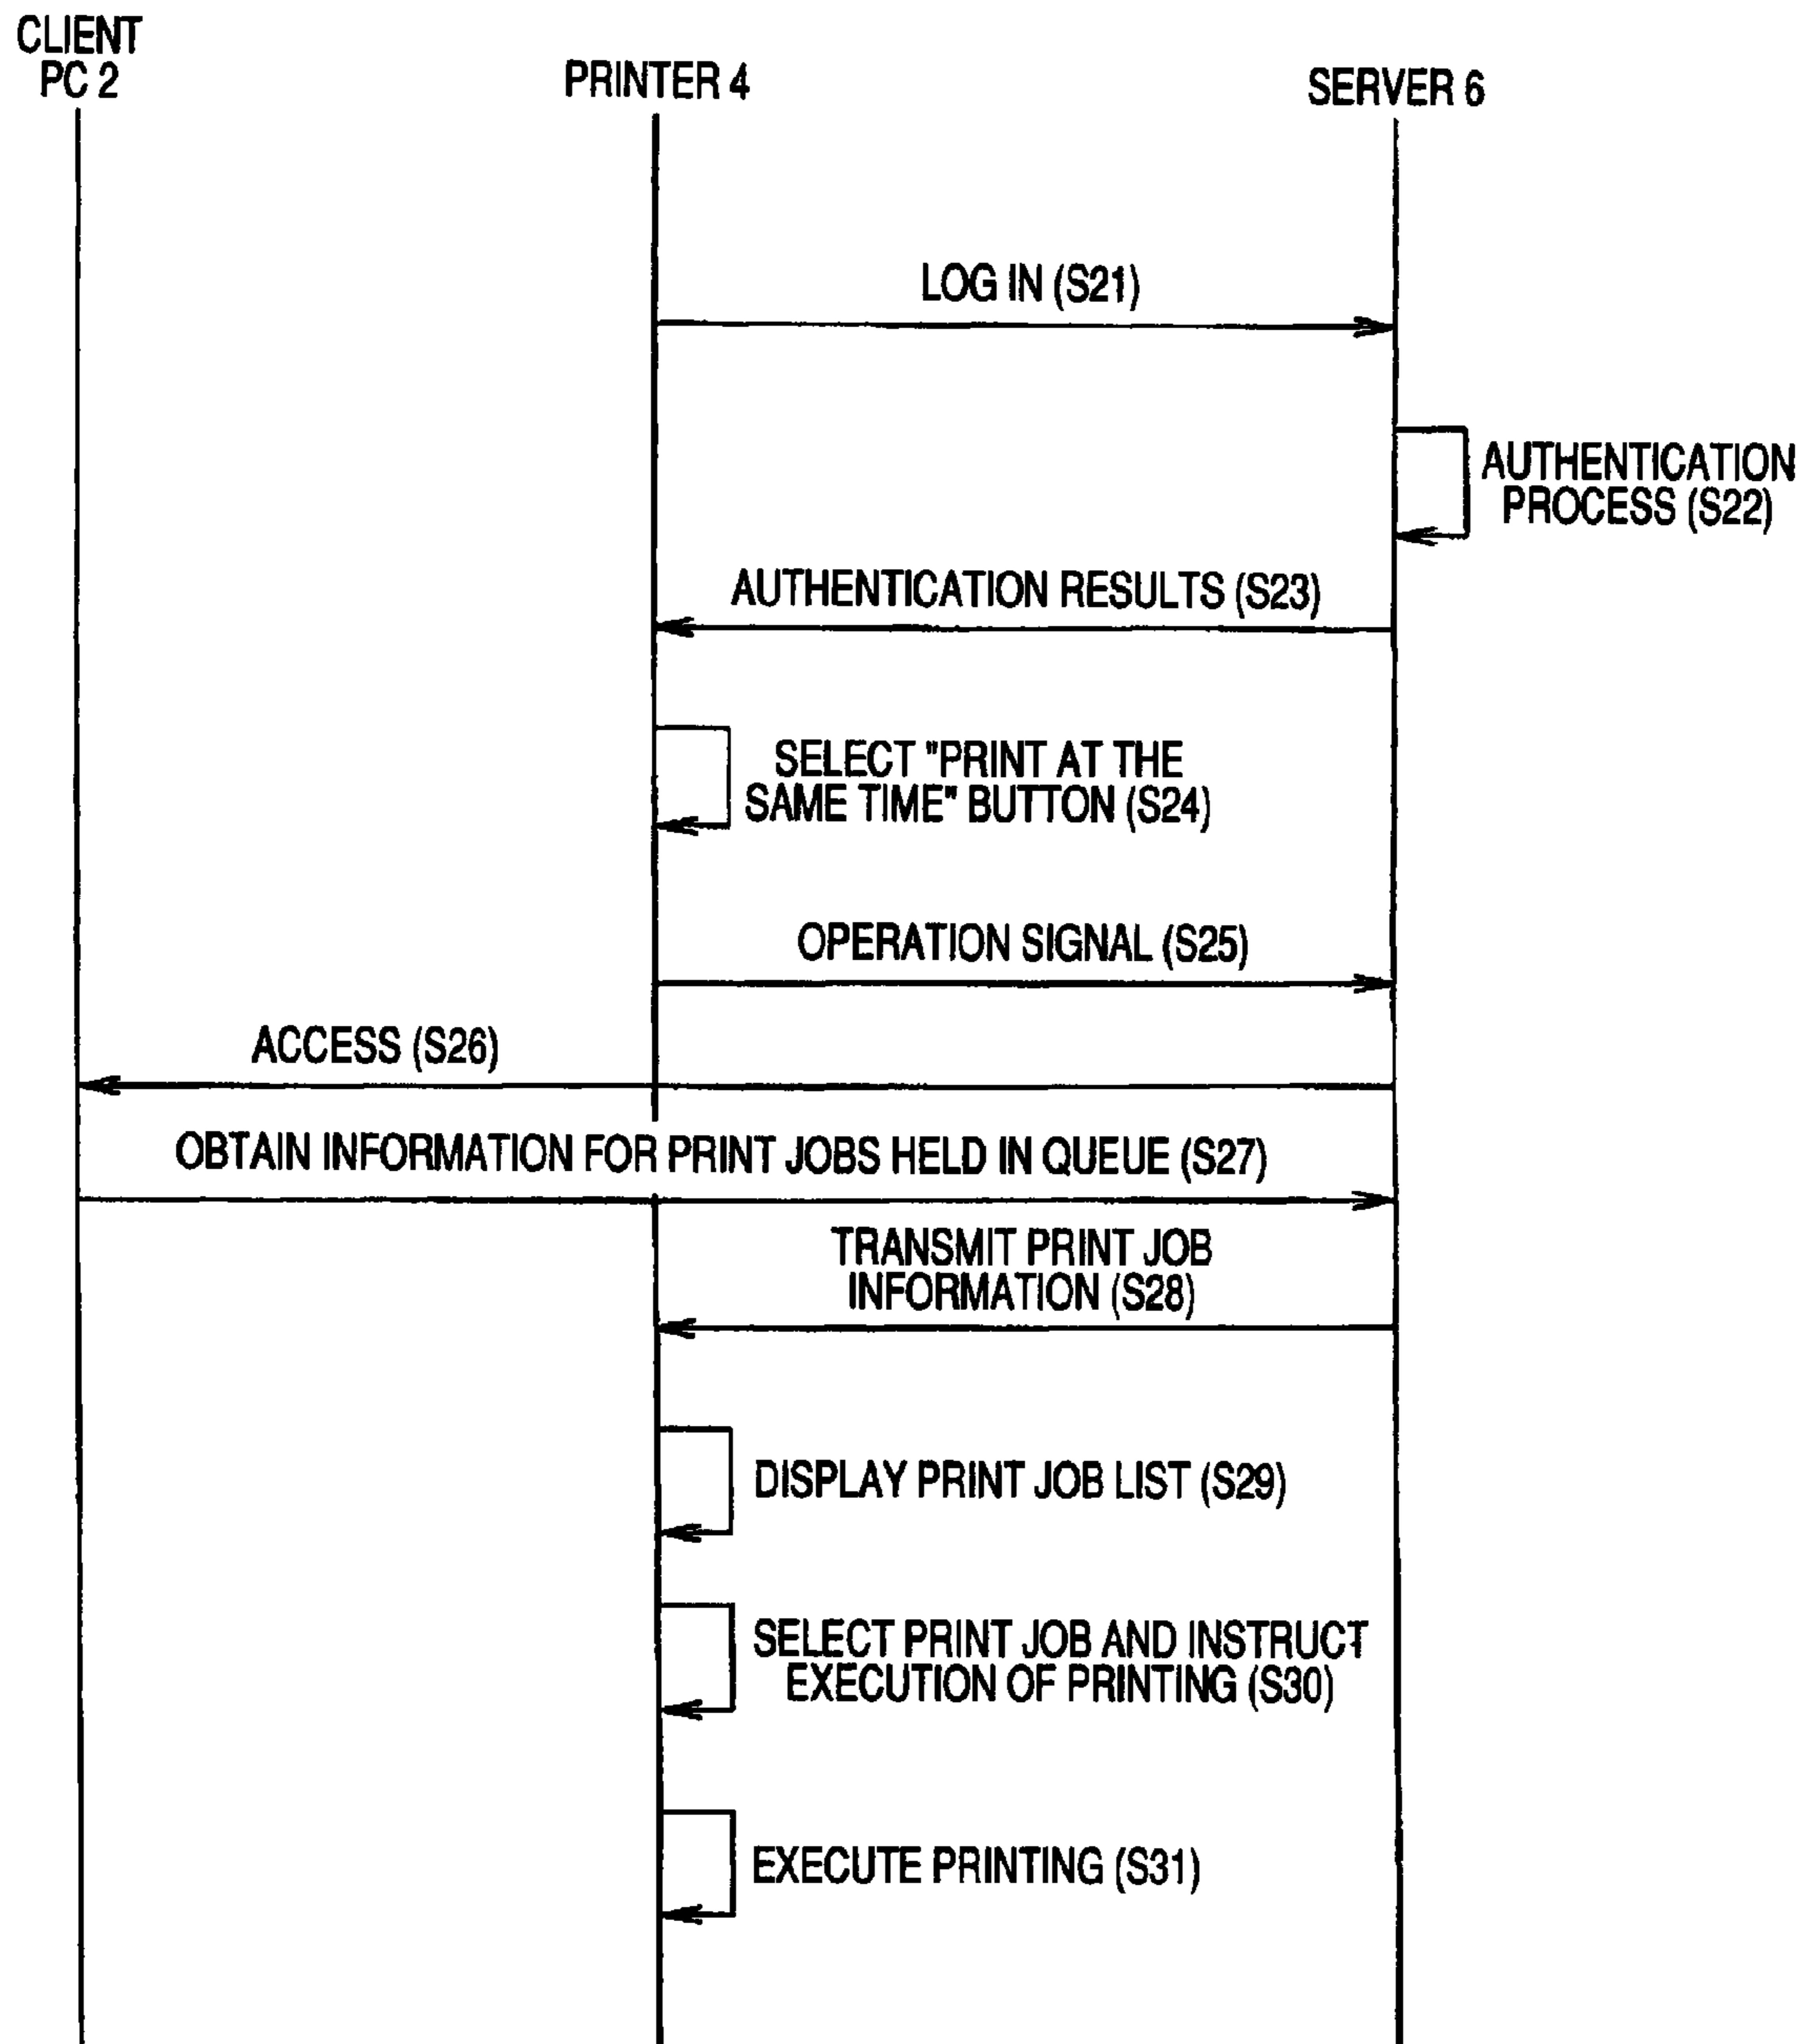 CLIENT
PC 2
PRINTER 4
SERVER 6
LOG IN (S21)
AUTHENTICATION
PROCESS (S22)
AUTHENTICATION RESULTS (S23)
SELECT "PRINT AT THE
SAME TIME" BUTTON (S24)
OPERATION SIGNAL (S25)
ACCESS (S26)
OBTAIN INFORMATION FOR PRINT JOBS HELD IN QUEUE (S27)
TRANSMIT PRINT JOB
INFORMATION (S28)
DISPLAY PRINT JOB LIST (S29)
SELECT PRINT JOB AND INSTRUCT
EXECUTION OF PRINTING (S30)
EXECUTE PRINTING (S31)